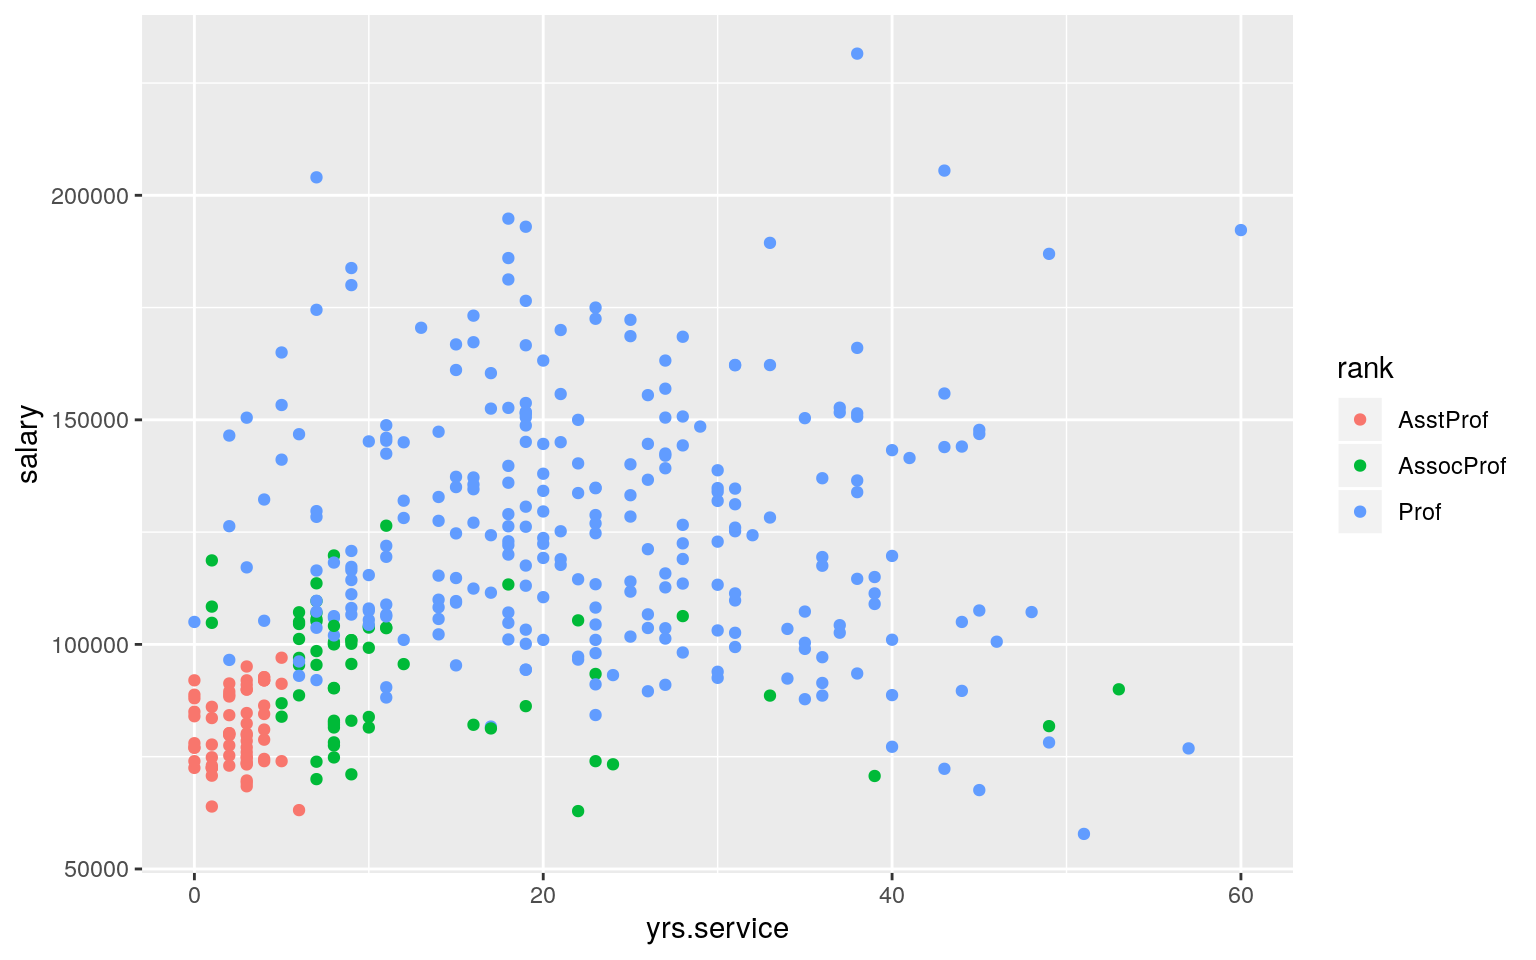 salary
200000
150000
100000
50000
0
20
40
60
yrs.service
rank
AsstProf
AssocProf
Prof